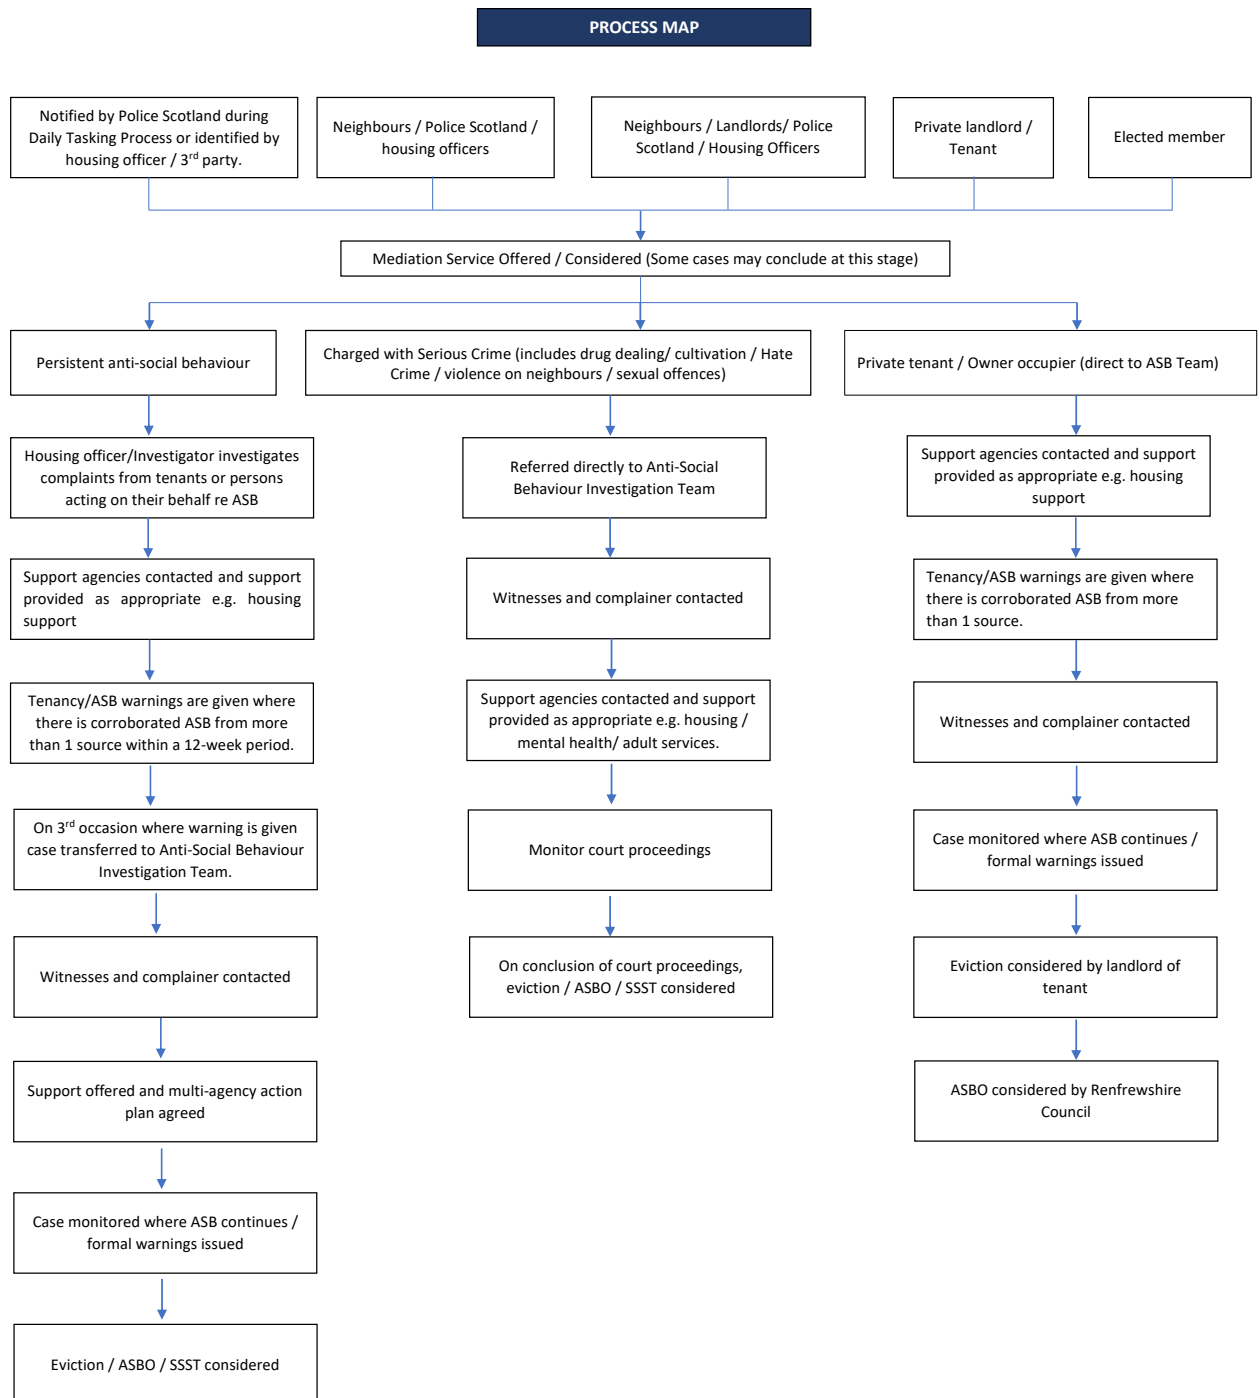 PROCESS MAP
Notified by Police Scotland during
Daily Tasking Process or identified by
housing officer / 3rd party.
Neighbours / Police Scotland /
housing officers
Neighbours / Landlords/ Police
Scotland / Housing Officers
Private landlord /
Tenant
Elected member
Mediation Service Offered / Considered (Some cases may conclude at this stage)
Persistent anti-social behaviour
Charged with Serious Crime (includes drug dealing/ cultivation / Hate
Crime / violence on neighbours / sexual offences)
Private tenant / Owner occupier (direct to ASB Team)
Housing officer/Investigator investigates
complaints from tenants or persons
acting on their behalf re ASB
Referred directly to Anti-Social
Behaviour Investigation Team
Support agencies contacted and support
provided as appropriate e.g. housing
support
Support agencies contacted and support
provided as appropriate e.g. housing
support
Witnesses and complainer contacted
Tenancy/ASB warnings are given where
there is corroborated ASB from more
than 1 source.
Tenancy/ASB warnings are given where
there is corroborated ASB from more
than 1 source within a 12-week period.
Support agencies contacted and support
provided as appropriate e.g. housing /
mental health/ adult services.
Witnesses and complainer contacted
On 3rd occasion where warning is given
case transferred to Anti-Social Behaviour
Investigation Team.
Monitor court proceedings
Case monitored where ASB continues /
formal warnings issued
Witnesses and complainer contacted
On conclusion of court proceedings,
eviction / ASBO / SSST considered
Eviction considered by landlord of
tenant
Support offered and multi-agency action
plan agreed
ASBO considered by Renfrewshire
Council
Case monitored where ASB continues /
formal warnings issued
Eviction / ASBO / SSST considered